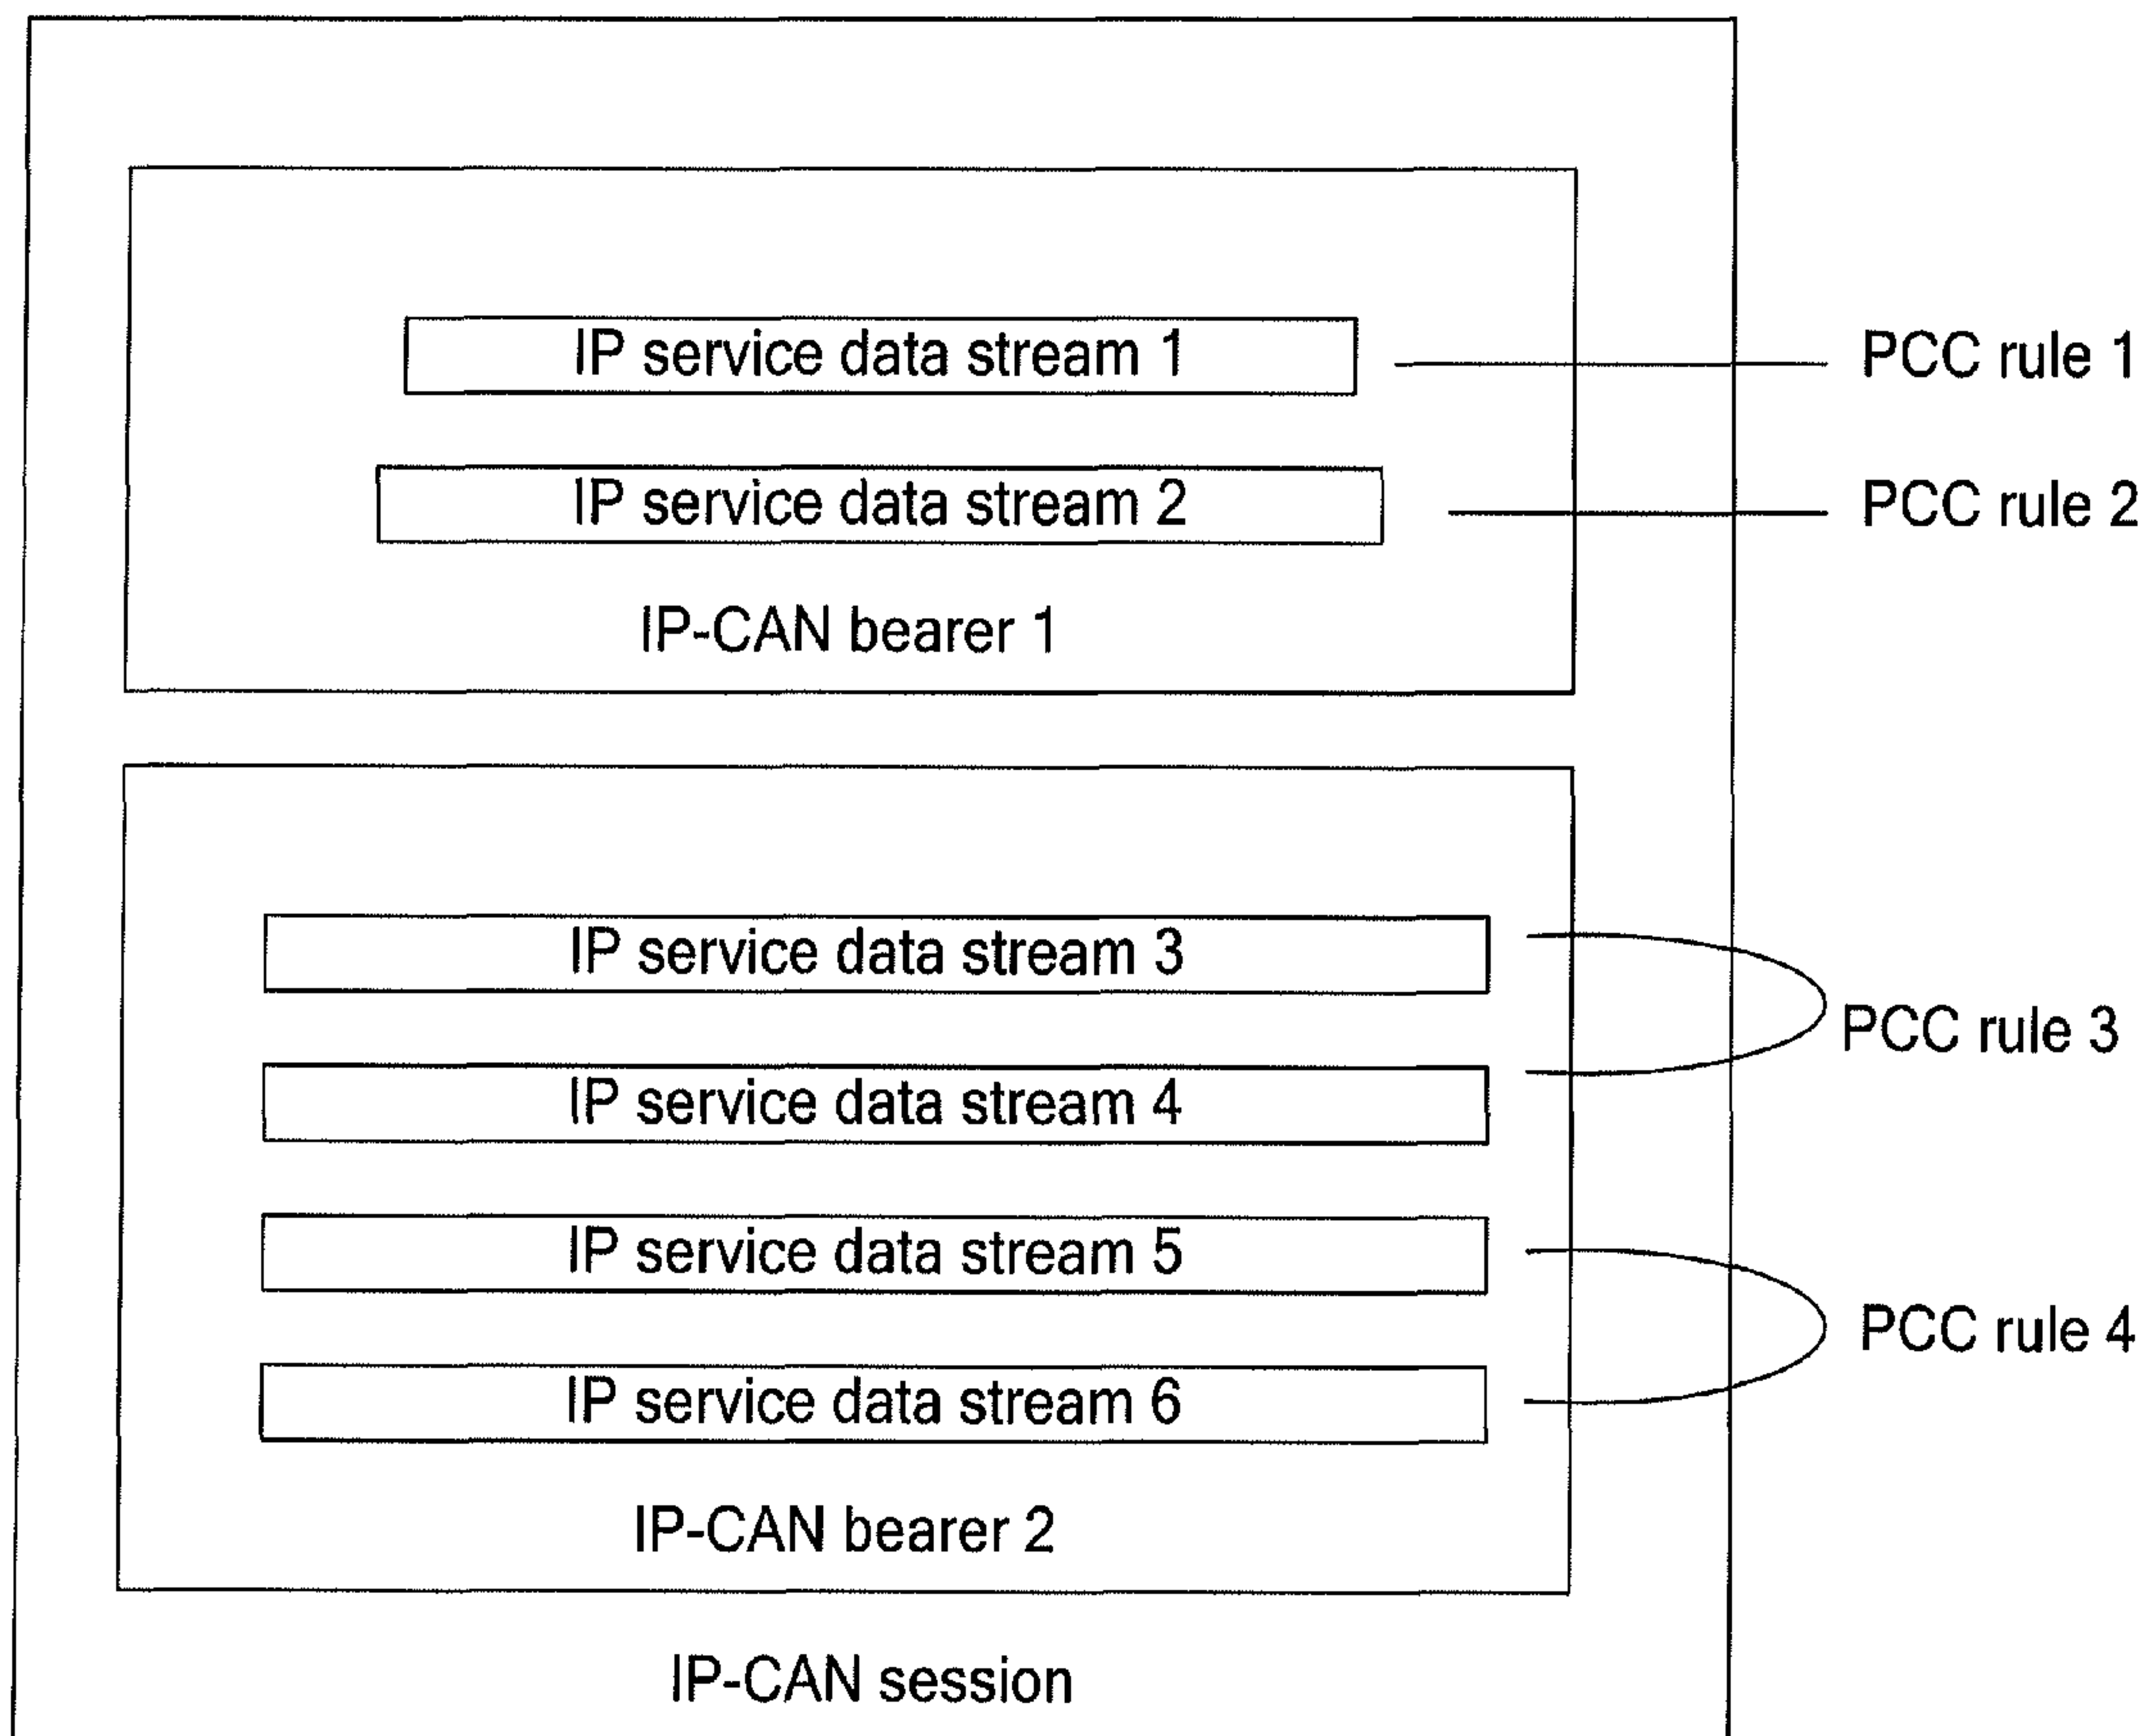 IP service data stream 1
PCC rule 1
IP service data stream 2
PCC rule 2
IP-CAN bearer 1
IP service data stream 3
PCC rule 3
IP service data stream 4
IP service data stream 5
PCC rule 4
IP service data stream 6
IP-CAN bearer 2
IP-CAN session